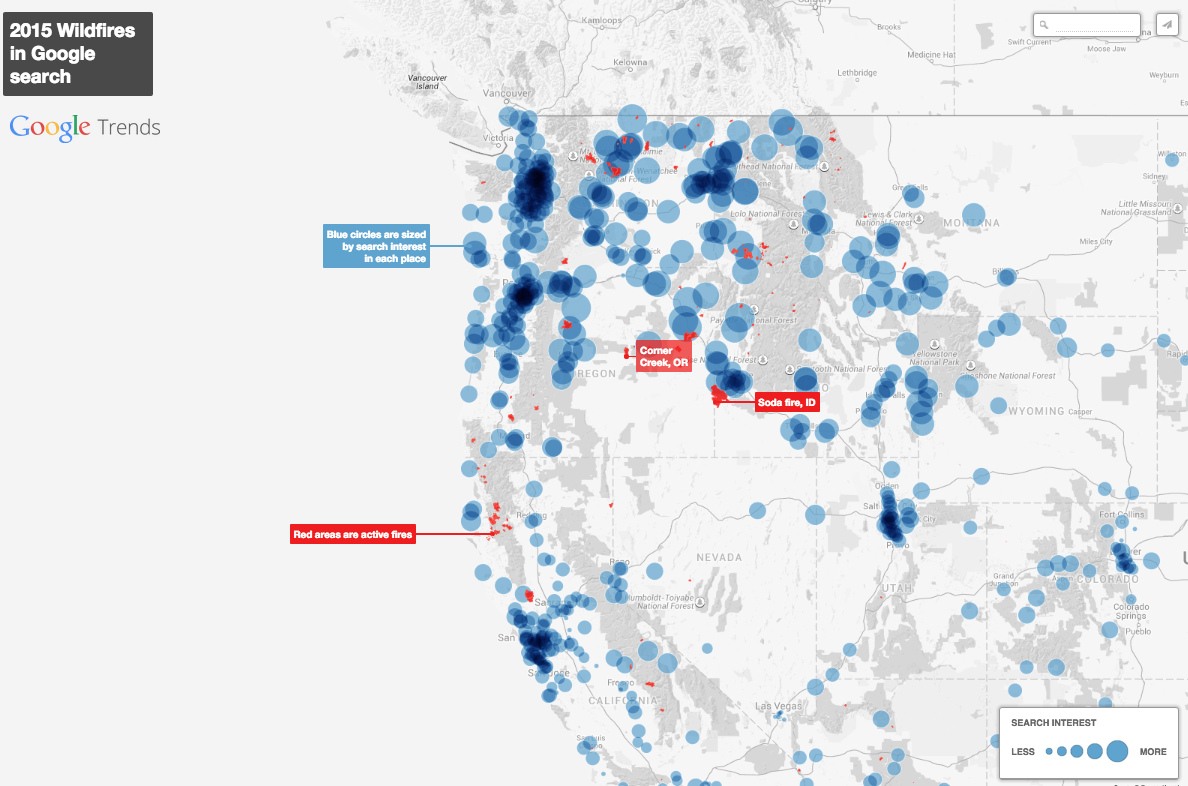 2015 Wildfires
in Google
search
Google Trends
Blue circles are sized
by search interest
in each place
Red areas are active fires
Corner
Creek, OR
Soda fire, ID
SEARCH INTEREST
LESS
MORE
Kamloops
Kelowna
Vancouver
Island
Vancouver
Victoria
Brooks
Medicine Hat
Lethbridge
Swift Current
Moose Jaw
Weyburn
Sidney
Little Missouri
National Grassland
MONTANA
Miles City
Lewis & Clark
National Forest
Lolo National Forest
Yellowstone
National Park
Shoshone National Forest
WYOMING
Casper
Ogden
Salt
City
Provo
NEVADA
UTAH
Reno
Humboldt-Toiyabe
National Forest
Fort Collins
Grand
Junction
COLORADO
Colorado
Springs
Pueblo
Redding
San
San Jose
Fresno
CALIFORNIA
Las Vegas